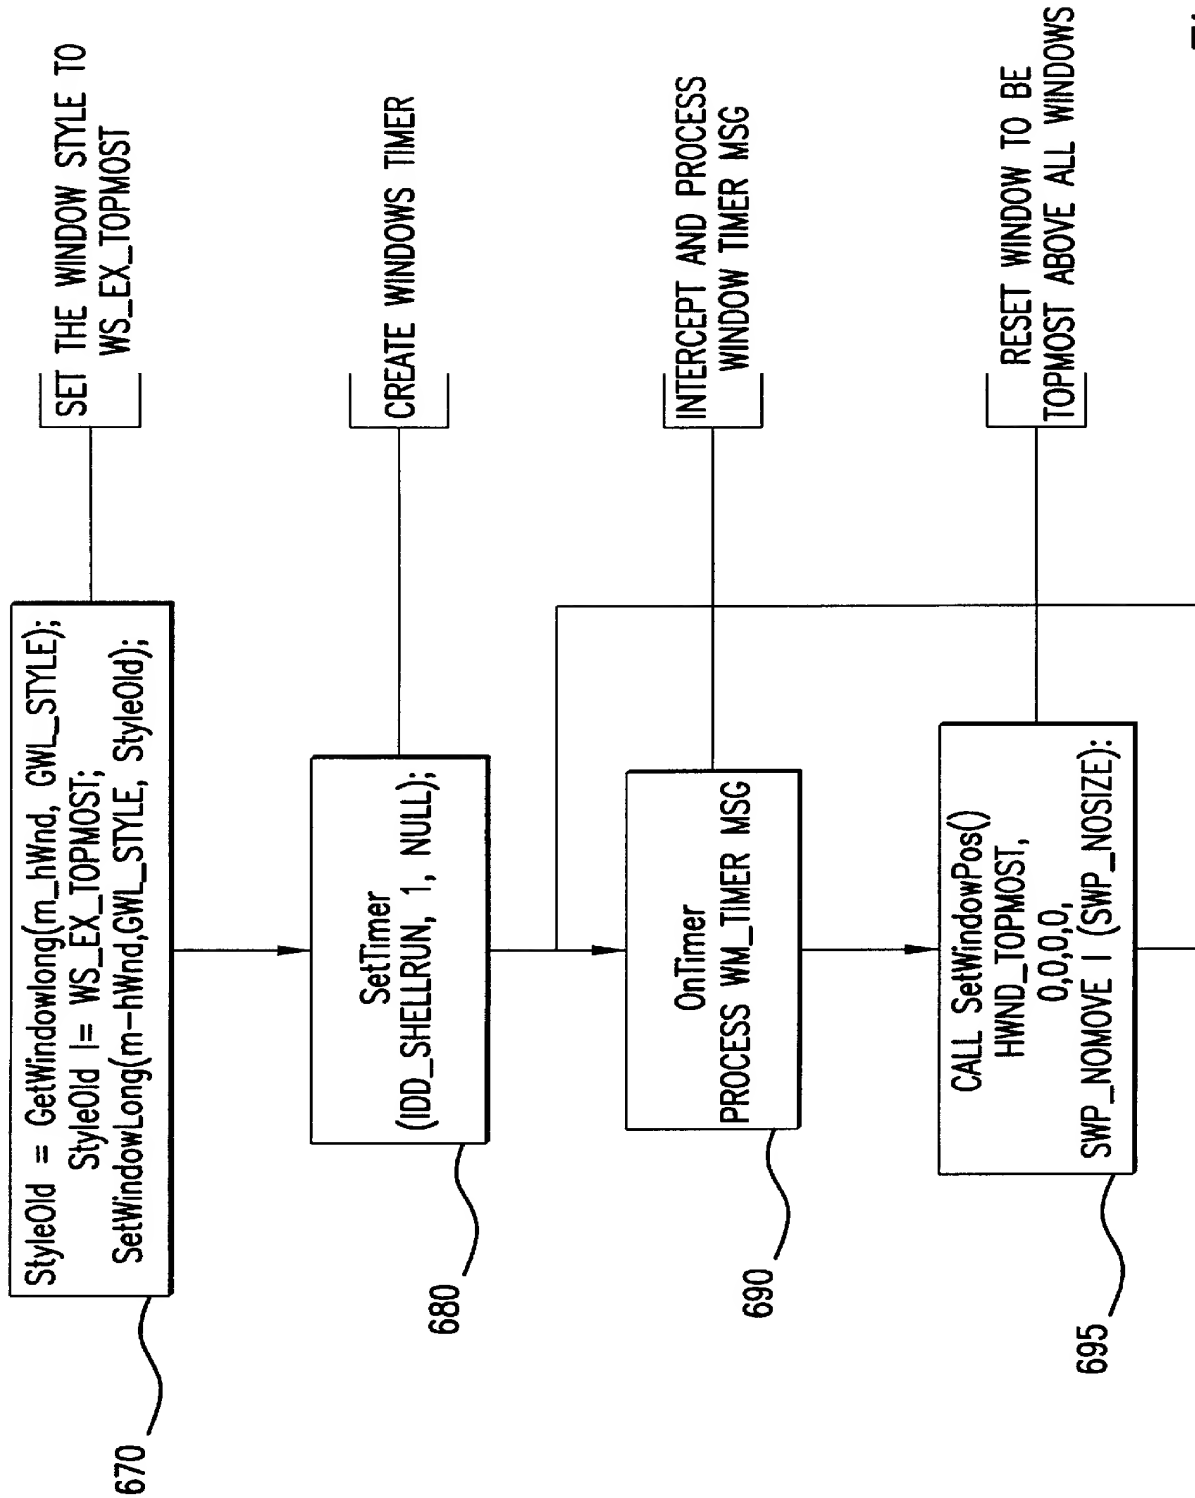 StyleOld = GetWindowlong(m_hWnd, GWL_STYLE);
StyleOld |= WS_EX_TOPMOST;
SetWindowLong(m-hWnd,GWL_STYLE, StyleOld);
670
SET THE WINDOW STYLE TO
WS_EX_TOPMOST
SetTimer
(IDD_SHELLRUN, 1, NULL);
680
CREATE WINDOWS TIMER
OnTimer
PROCESS WM_TIMER MSG
690
INTERCEPT AND PROCESS
WINDOW TIMER MSG
CALL SetWindowPos()
HWND_TOPMOST,
0,0,0,0,
SWP_NOMOVE | (SWP_NOSIZE):
695
RESET WINDOW TO BE
TOPMOST ABOVE ALL WINDOWS